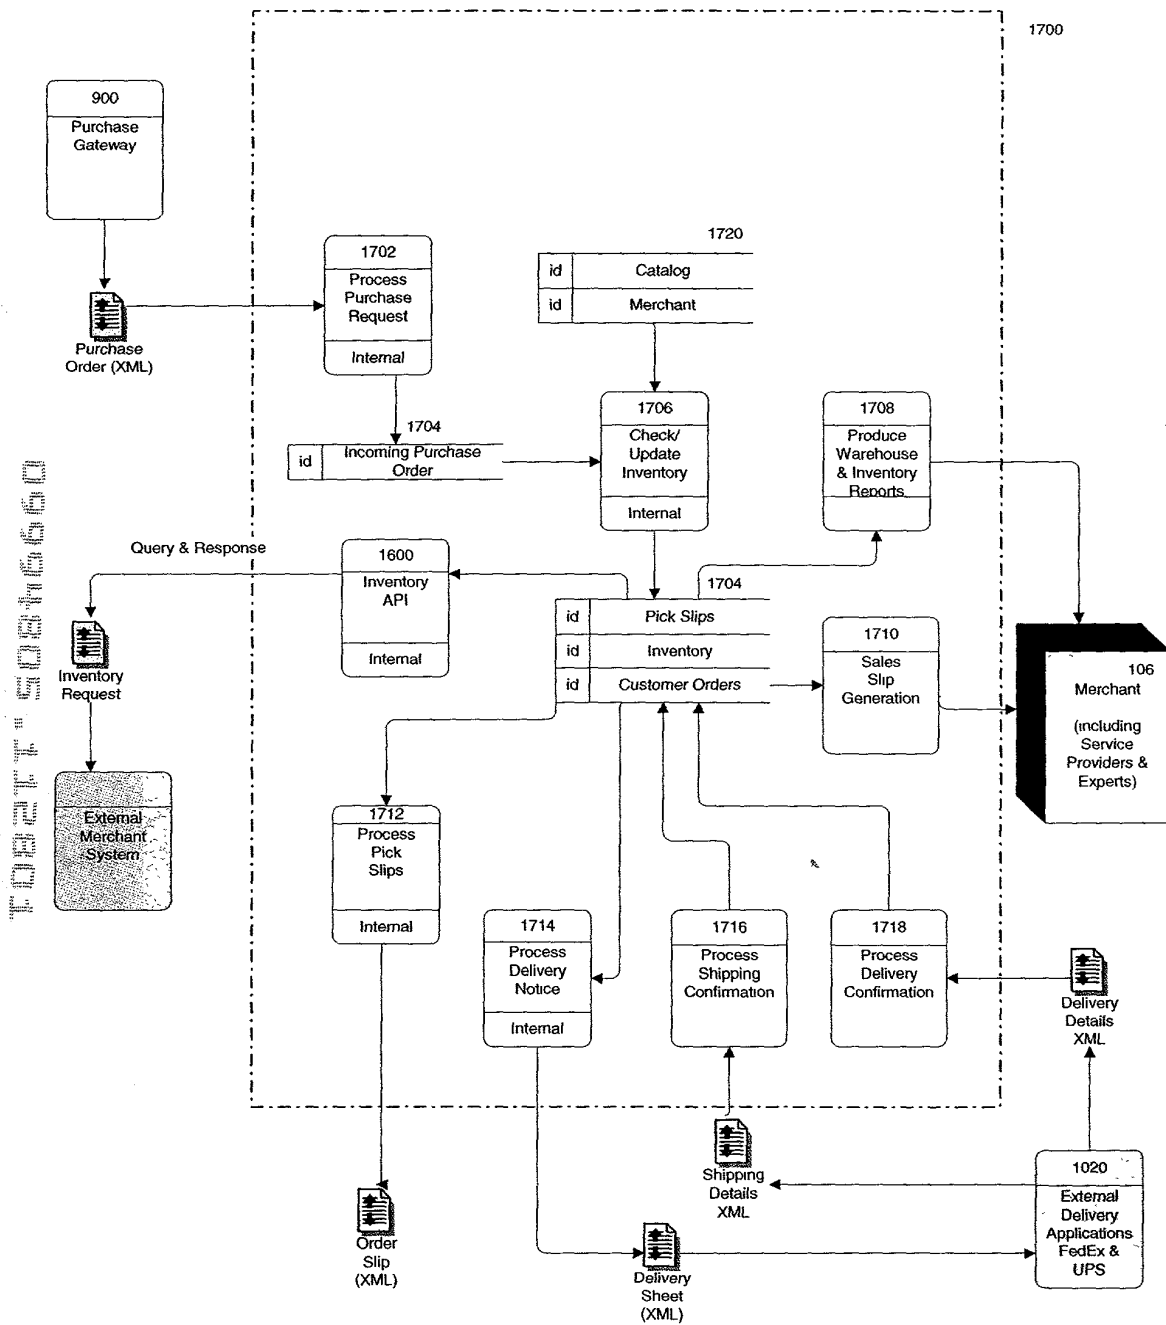 1700
900
Purchase
Gateway
1720
1702
Process
Purchase
Request
Internal
id Catalog
id Merchant
Purchase
Order (XML)
1704
id Incoming Purchase
Order
1706
Check/
Update
Inventory
Internal
1708
Produce
Warehouse
& Inventory
Reports
Query & Response
1600
Inventory
API
Internal
1704
id Pick Slips
id Inventory
id Customer Orders
1710
Sales
Slip
Generation
106
Merchant
(including
Service
Providers &
Experts)
Inventory
Request
External
Merchant
System
1712
Process
Pick
Slips
Internal
1714
Process
Delivery
Notice
Internal
1716
Process
Shipping
Confirmation
1718
Process
Delivery
Confirmation
Delivery
Details
XML
Shipping
Details
XML
1020
External
Delivery
Applications
FedEx &
UPS
Order
Slip
(XML)
Delivery
Sheet
(XML)